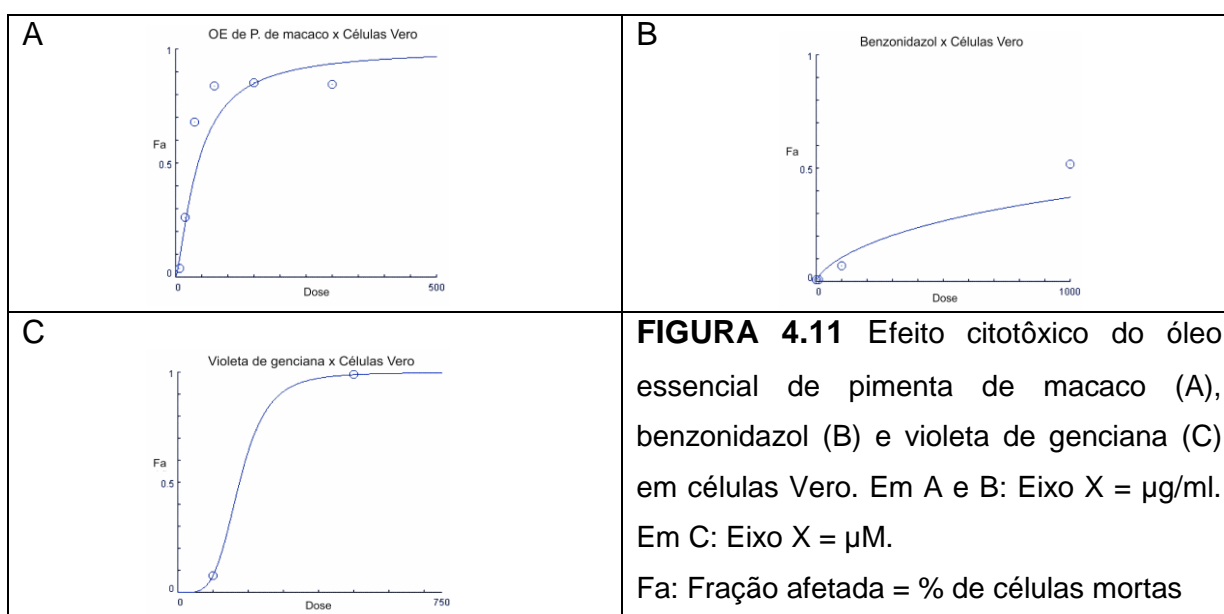 A
OE de P. de macaco x Células Vero
1
Fa
0.5
0
0
500
Dose
B
Benzonidazol x Células Vero
1
Fa
0.5
0
0
1000
Dose
C
Violeta de genciana x Células Vero
1
Fa
0.5
0
0
750
Dose
FIGURA 4.11 Efeito citotôxico do óleo
essencial de pimenta de macaco (A),
benzonidazol (B) e violeta de genciana (C)
em células Vero. Em A e B: Eixo X = µg/ml.
Em C: Eixo X = µM.
Fa: Fração afetada = % de células mortas